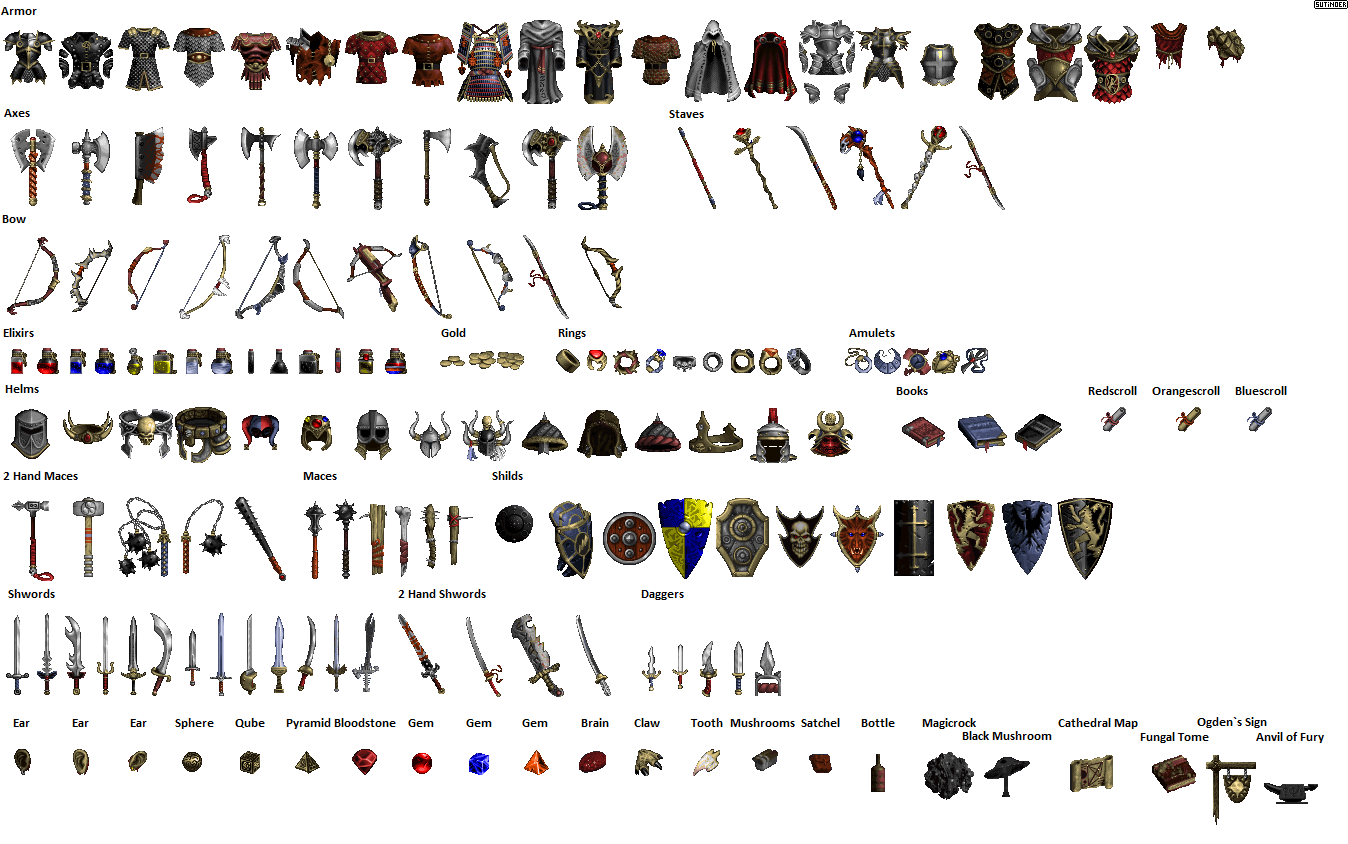 SUTiNDER
Armor
Axes Staves
Bow
Elixirs Gold Rings Amulets
Helms Books Redscroll Orangescroll Bluescroll
2 Hand Maces Maces Shilds
Shwords 2 Hand Shwords Daggers
Ear Ear Ear Sphere Qube Pyramid Bloodstone Gem Gem Gem Brain Claw Tooth Mushrooms Satchel Bottle Magicrock Cathedral Map Ogden`s Sign
Black Mushroom Fungal Tome Anvil of Fury